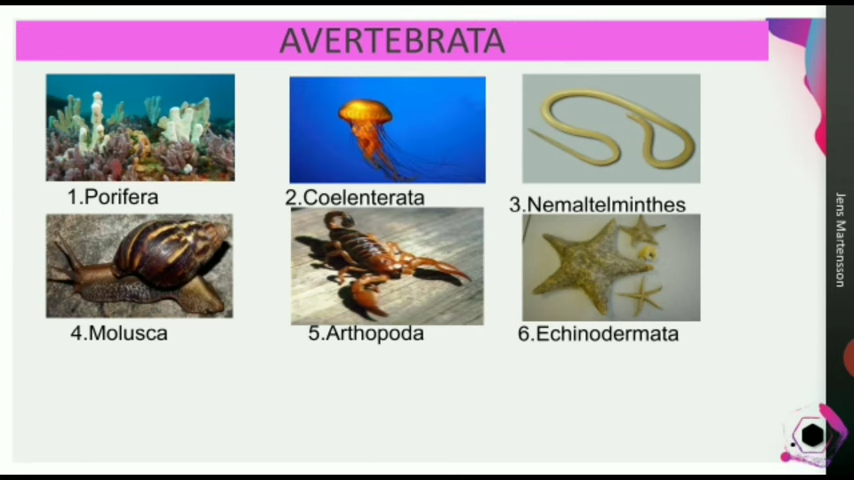 AVERTEBRATA
1.Porifera
2.Coelenterata
3.Nemaltelminthes
4.Molusca
5.Arthopoda
6.Echinodermata
Jens Martensson